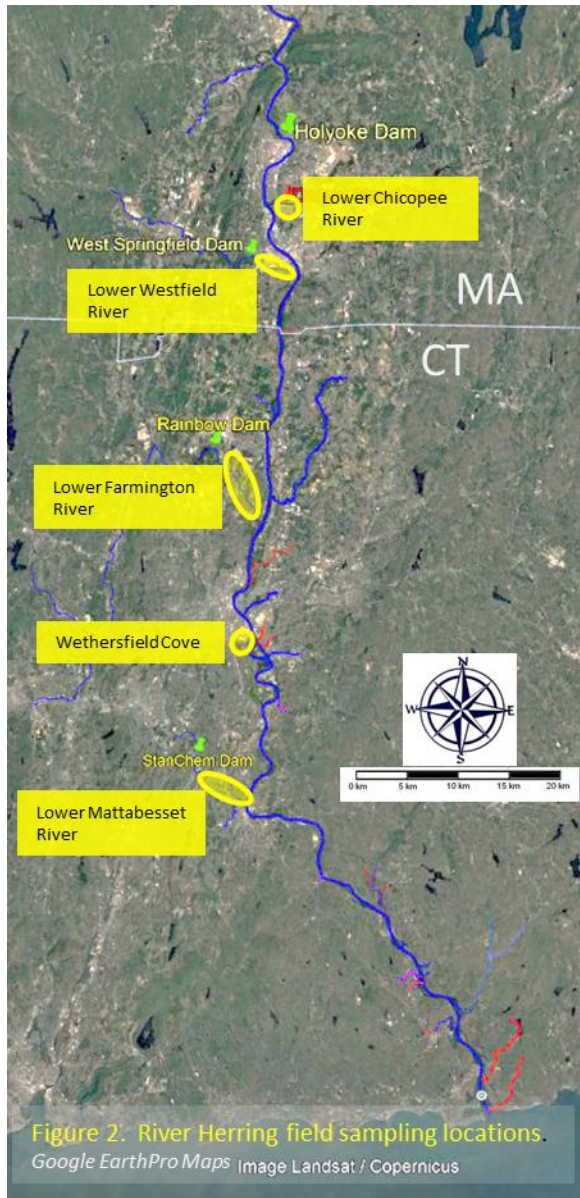 Holyoke Dam
Lower Chicopee
River
West Springfield Dam
Lower Westfield
River
MA
CT
Rainbow Dam
Lower Farmington
River
Wethersfield Cove
N
W
E
S
0 km 5 km 10 km 15 km 20 km
StanChem Dam
Lower Mattabesset
River
Figure 2. River Herring field sampling locations.
Google EarthPro Maps Image Landsat / Copernicus